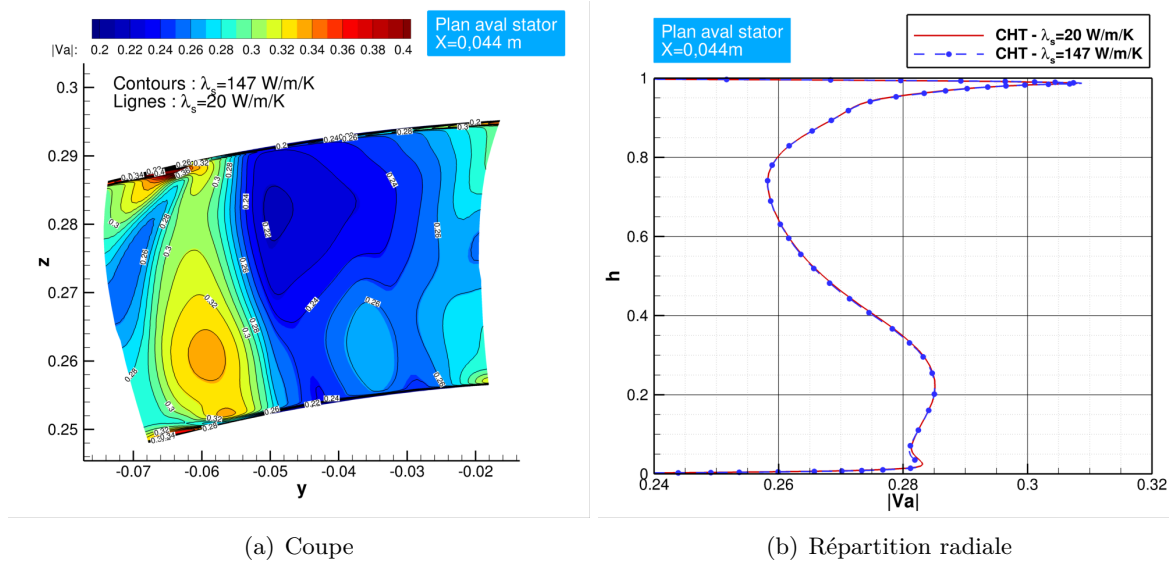 Plan aval stator
X=0,044 m
|Va|: 0.2 0.22 0.24 0.26 0.28 0.3 0.32 0.34 0.36 0.38 0.4
Contours : λs=147 W/m/K
Lignes : λs=20 W/m/K
0.3
0.29
0.28
0.27
0.26
0.25
z
-0.07 -0.06 -0.05 -0.04 -0.03 -0.02
y
(a) Coupe
Plan aval stator
X=0,044m
CHT - λs=20 W/m/K
CHT - λs=147 W/m/K
1
0.8
0.6
0.4
0.2
0
h
0.24 0.26 0.28 0.3 0.32
|Va|
(b) Répartition radiale